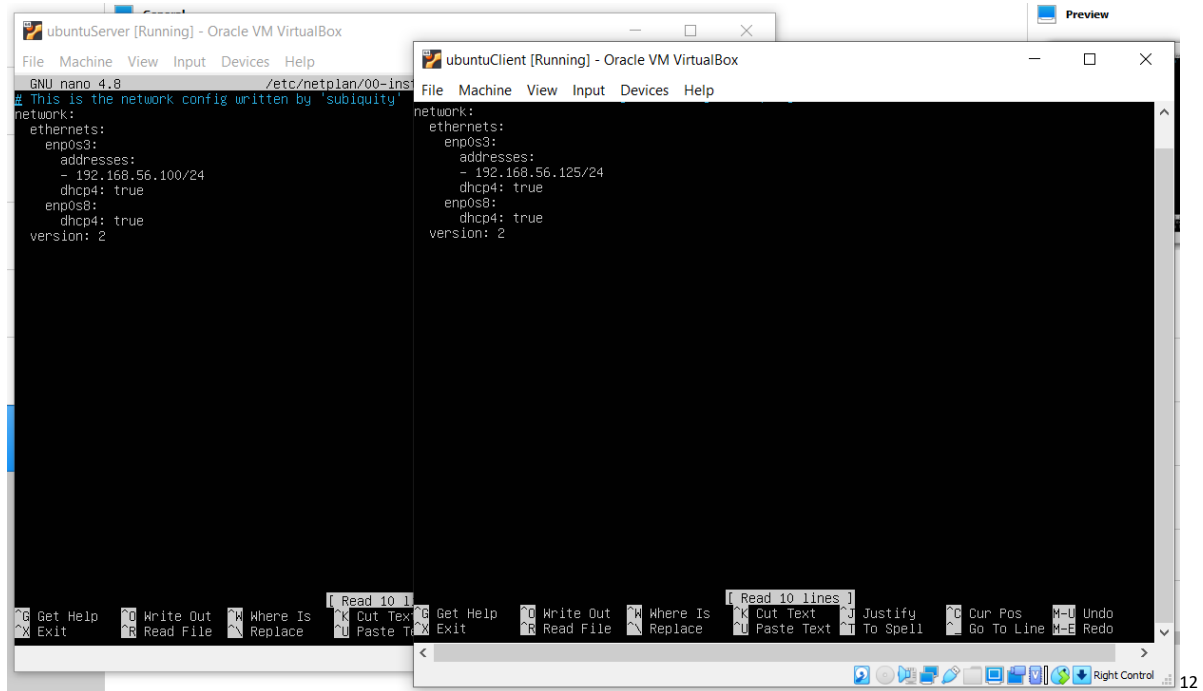 General
Preview
ubuntuServer [Running] - Oracle VM VirtualBox
File Machine View Input Devices Help
GNU nano 4.8 /etc/netplan/00-ins
# This is the network config written by 'subiquity'
network:
ethernets:
enp0s3:
addresses:
- 192.168.56.100/24
dhcp4: true
enp0s8:
dhcp4: true
version: 2
[ Read 10 l
^G Get Help ^O Write Out ^W Where Is ^K Cut Tex
^X Exit ^R Read File ^\ Replace ^U Paste Te
ubuntuClient [Running] - Oracle VM VirtualBox
File Machine View Input Devices Help
network:
ethernets:
enp0s3:
addresses:
- 192.168.56.125/24
dhcp4: true
enp0s8:
dhcp4: true
version: 2
[ Read 10 lines ]
^G Get Help ^O Write Out ^W Where Is ^K Cut Text ^J Justify ^C Cur Pos M-U Undo
^X Exit ^R Read File ^\ Replace ^U Paste Text ^T To Spell ^_ Go To Line M-E Redo
Right Control
12